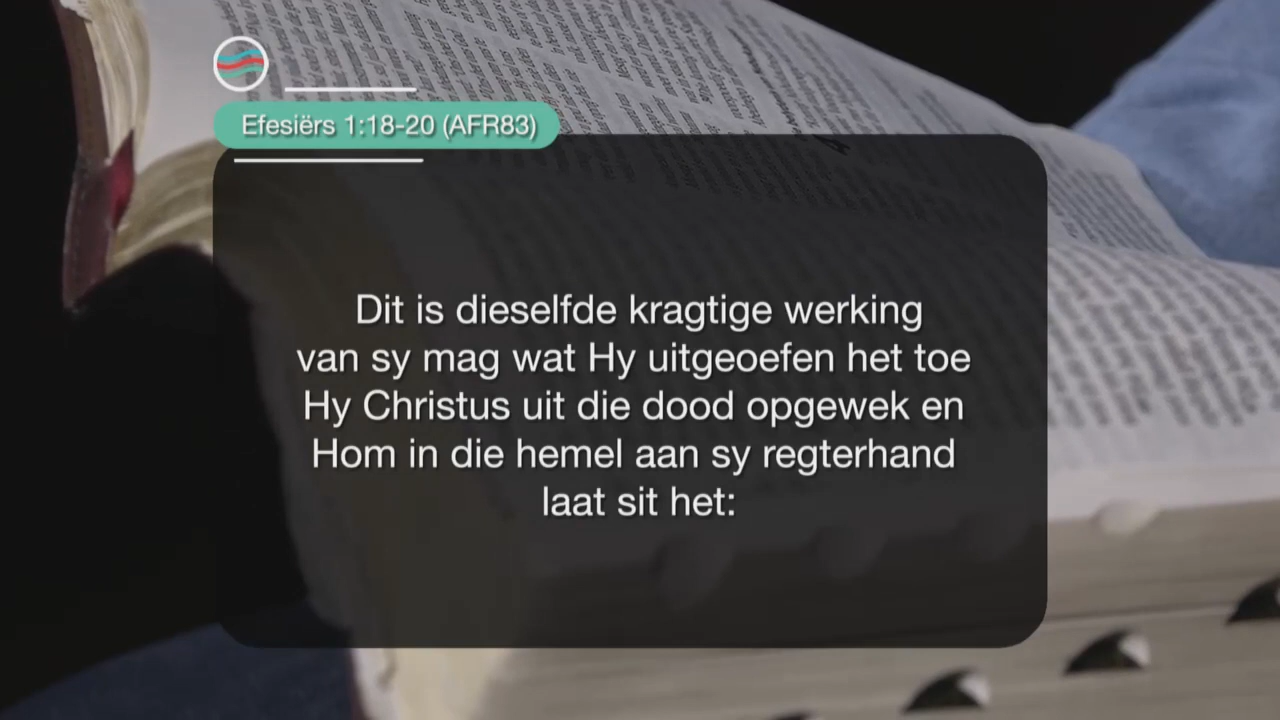 Efesiërs 1:18-20 (AFR83)
Dit is dieselfde kragtige werking
van sy mag wat Hy uitgeoefen het toe
Hy Christus uit die dood opgewek en
Hom in die hemel aan sy regterhand
laat sit het: